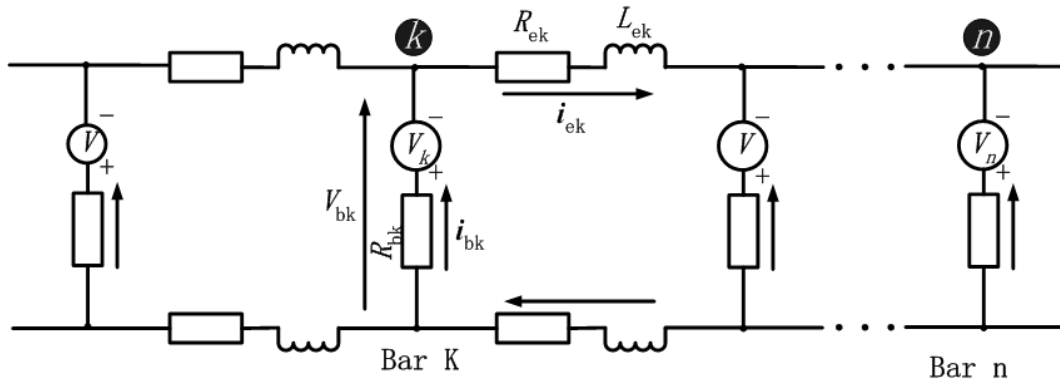 k
n
R_ek
L_ek
i_ek
−
V
+
−
V_k
+
−
V
+
−
V_n
+
V_bk
R_bk
i_bk
Bar K
Bar n